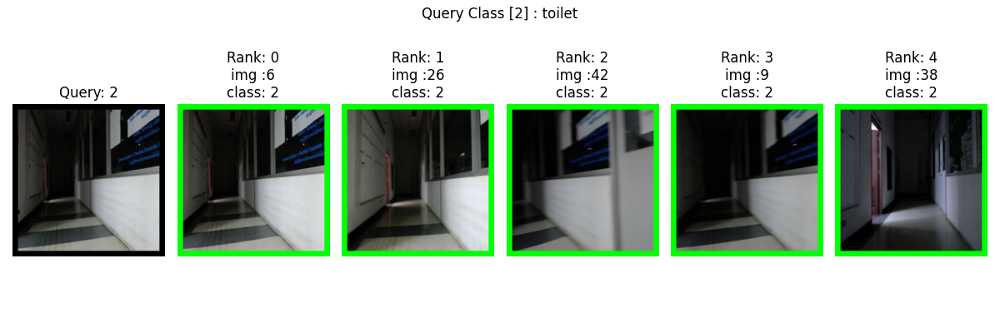 Query Class [2] : toilet
Query: 2
Rank: 0
img :6
class: 2
Rank: 1
img :26
class: 2
Rank: 2
img :42
class: 2
Rank: 3
img :9
class: 2
Rank: 4
img :38
class: 2